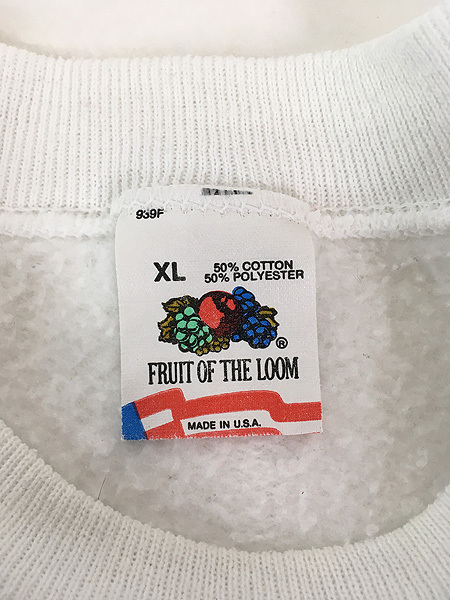 939F
XL
50% COTTON
50% POLYESTER
®
FRUIT OF THE LOOM
MADE IN U.S.A.